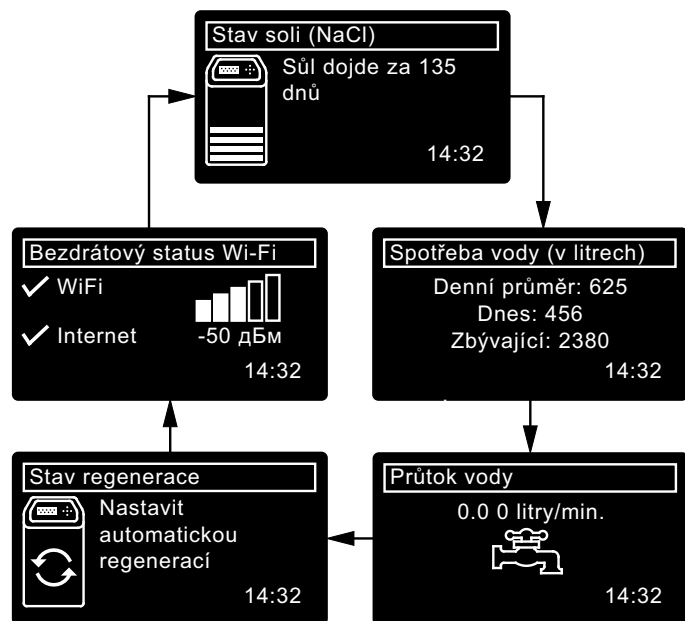 Stav soli (NaCl)
Sůl dojde za 135
dnů
14:32
Bezdrátový status Wi-Fi
WiFi
Internet
-50 дБм
14:32
Spotřeba vody (v litrech)
Denní průměr: 625
Dnes: 456
Zbývající: 2380
14:32
Stav regenerace
Nastavit
automatickou
regenerací
14:32
Průtok vody
0.0 0 litry/min.
14:32